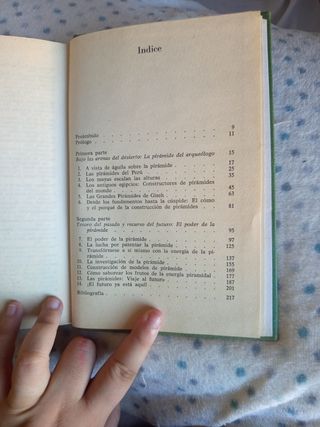 Indice
Preámbulo 9
Prólogo 11
Primera parte
Bajo las arenas del desierto: La pirámide del arqueólogo 15
1. A vista de águila sobre la pirámide 17
2. Las pirámides del Perú 25
3. Los mayas escalan las alturas 35
4. Los antiguos egipcios: Constructores de pirámides
del mundo 45
5. Las Grandes Pirámides de Gizeh 63
6. Desde los fundamentos hasta la cúspide: El cómo
y el porqué de la construcción de pirámides 81
Segunda parte
Tesoro del pasado y recurso del futuro: El poder de la
pirámide 95
7. El poder de la pirámide 97
8. La lucha por patentar la pirámide 125
9. Transfórmese a sí mismo con la energía de la pi-
rámide 137
10. La investigación de la pirámide 155
11. Construcción de modelos de pirámide 169
12. Cómo saborear los frutos de la energía piramidal 177
13. Las pirámides: Viaje al futuro 187
14. ¡El futuro ya está aquí! 201
Bibliografía 217